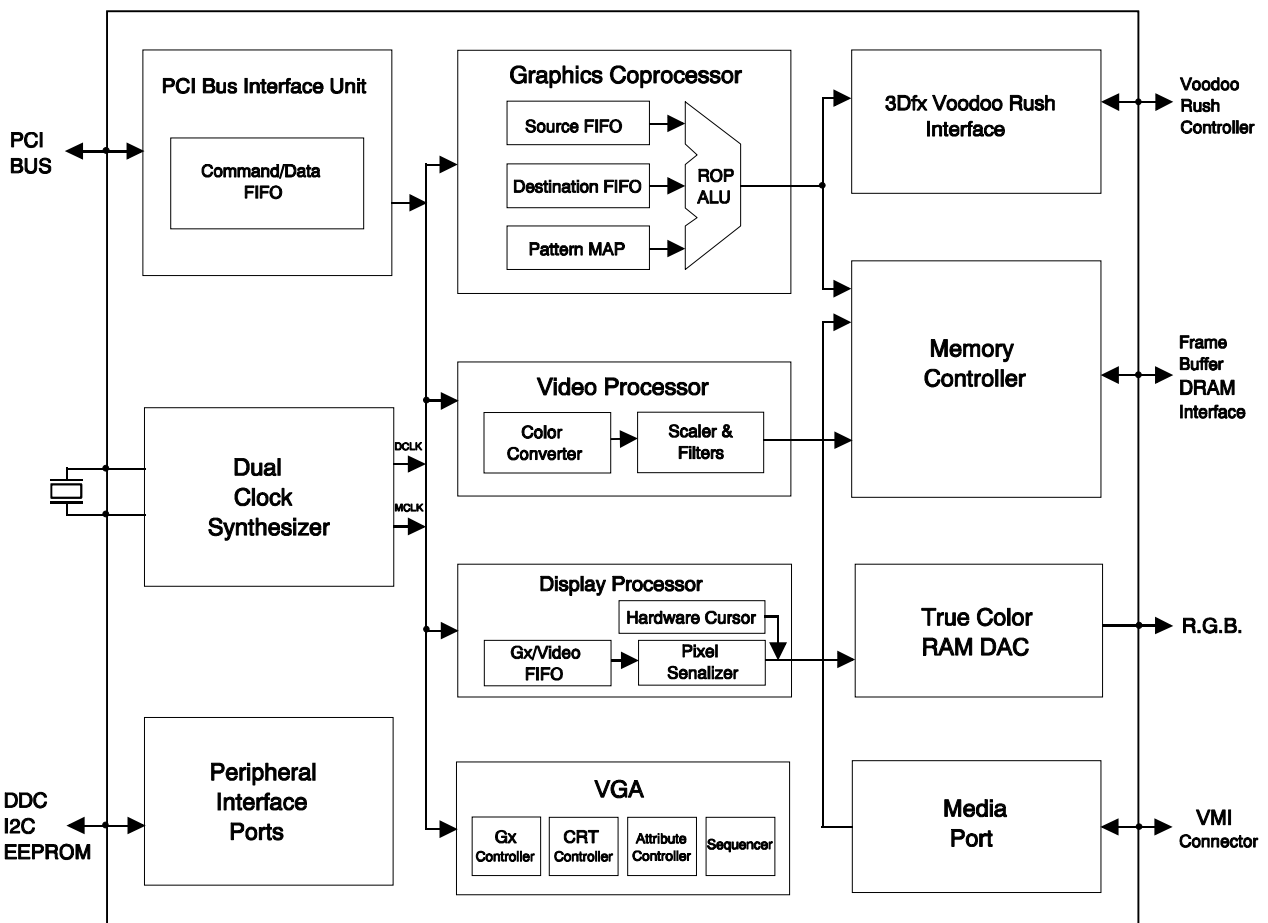 PCI Bus Interface Unit
Command/Data
FIFO
PCI
BUS
Graphics Coprocessor
Source FIFO
Destination FIFO
Pattern MAP
ROP
ALU
3Dfx Voodoo Rush
Interface
Voodoo
Rush
Controller
Memory
Controller
Frame
Buffer
DRAM
Interface
Video Processor
Color
Converter
Scaler &
Filters
Dual
Clock
Synthesizer
DCLK
MCLK
Display Processor
Hardware Cursor
Gx/Video
FIFO
Pixel
Senalizer
True Color
RAM DAC
R.G.B.
Peripheral
Interface
Ports
DDC
I2C
EEPROM
VGA
Gx
Controller
CRT
Controller
Attribute
Controller
Sequencer
Media
Port
VMI
Connector